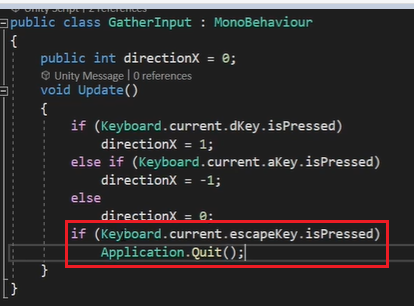 Unity Script | 2 references
public class GatherInput : MonoBehaviour
{
public int directionX = 0;
Unity Message | 0 references
void Update()
{
if (Keyboard.current.dKey.isPressed)
directionX = 1;
else if (Keyboard.current.aKey.isPressed)
directionX = -1;
else
directionX = 0;
if (Keyboard.current.escapeKey.isPressed)
Application.Quit();
}
}